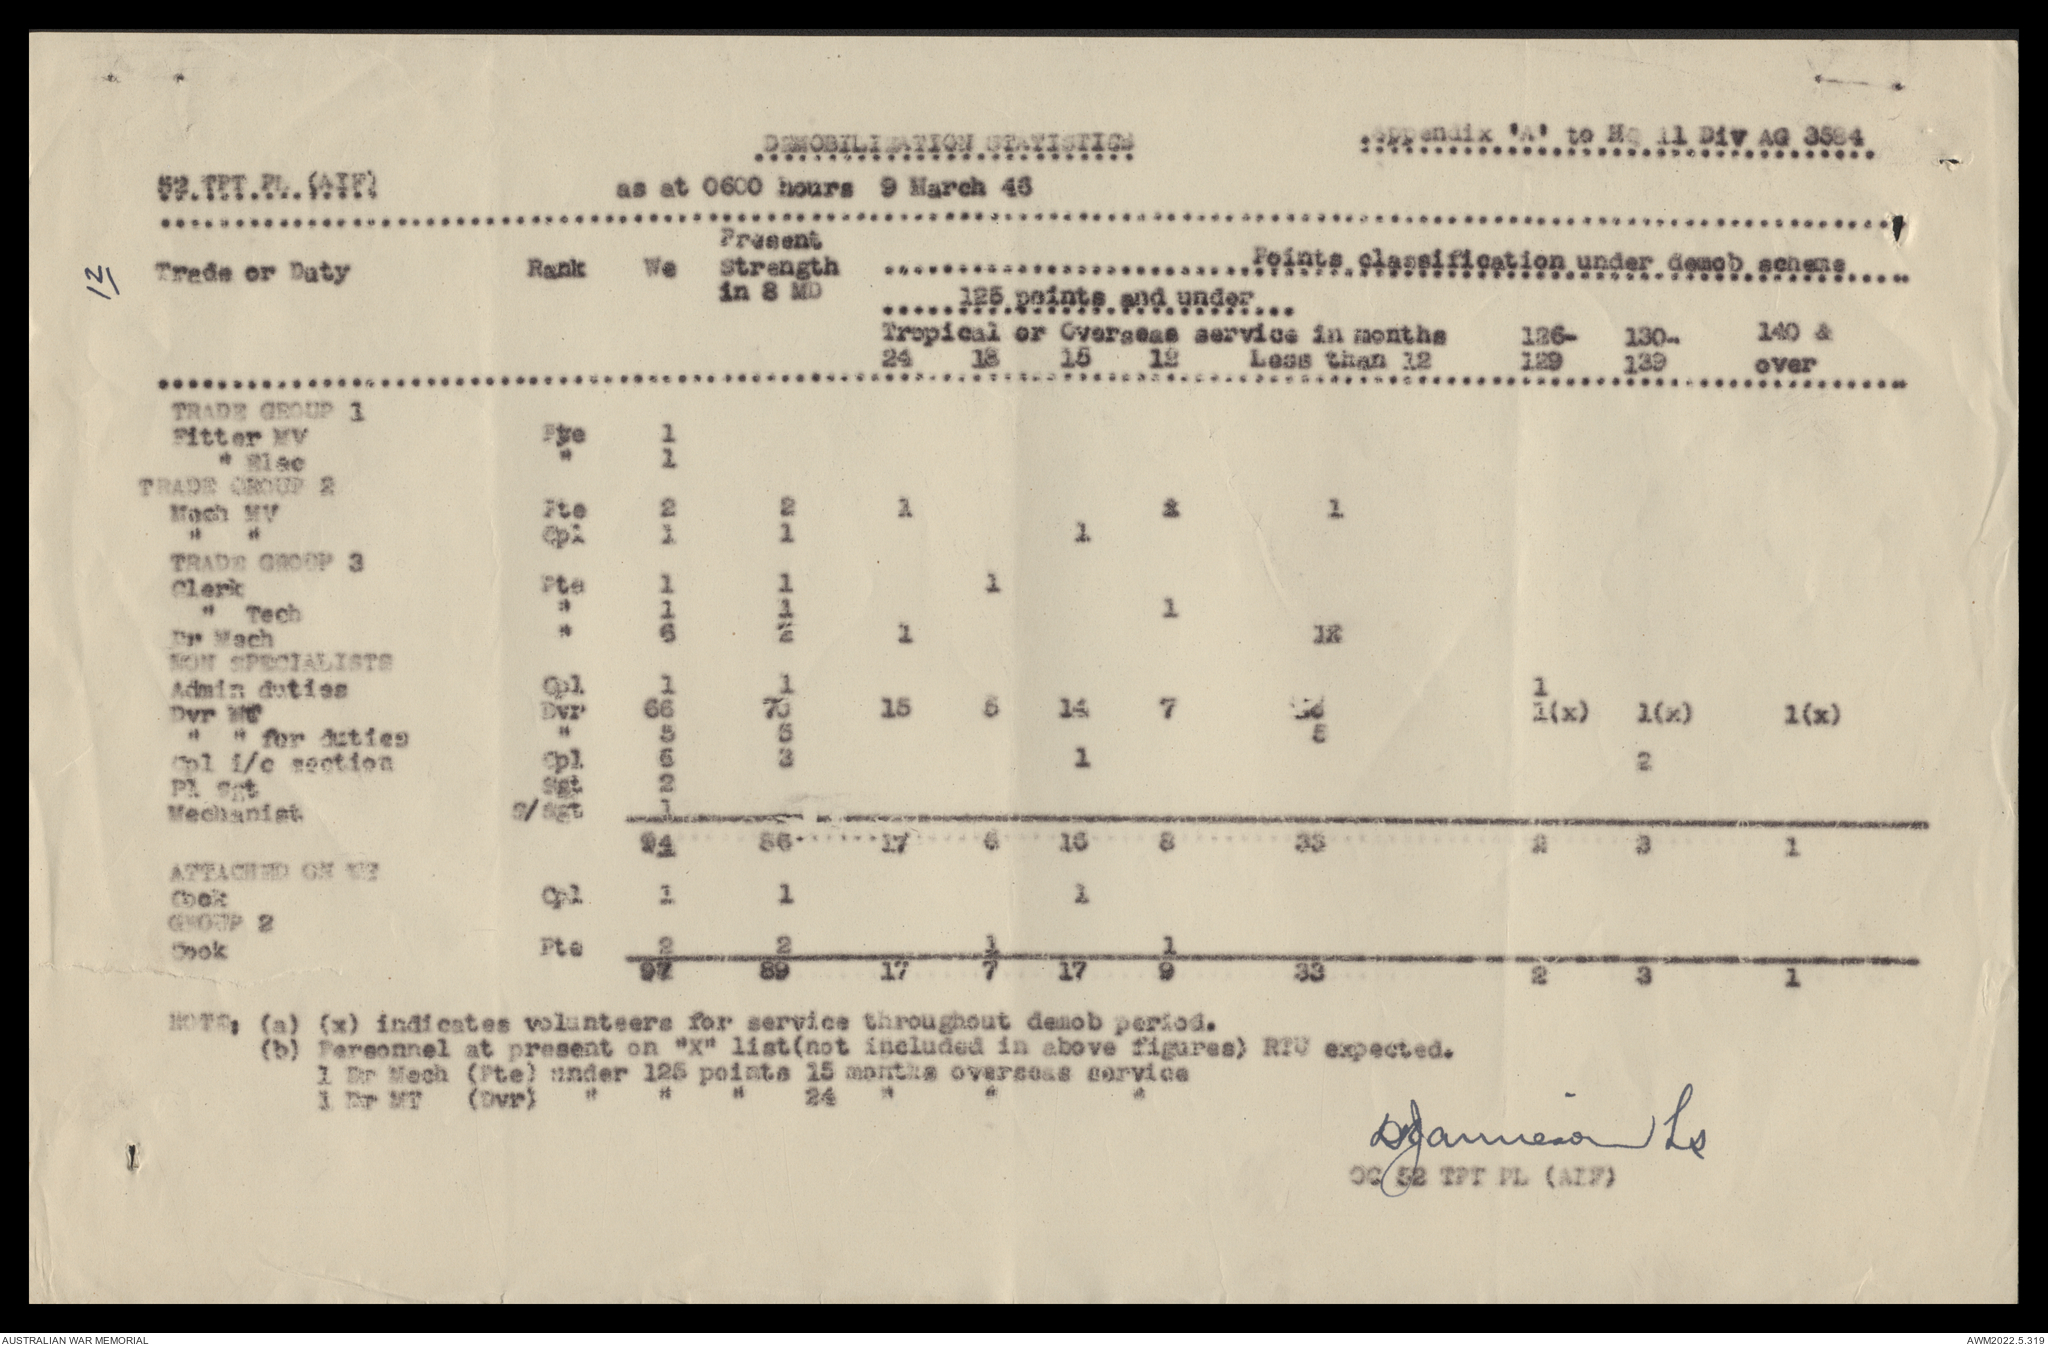 DEMOBILIZATION STATISTICS
Appendix 'A' to Hq 11 Div AG 3584
52 TPT PL (AIF)
as at 0600 hours 9 March 46
12/
Trade or Duty Rank We Present Strength in 8 MD Points classification under demob scheme
125 points and under
Tropical or Overseas service in months 126- 130- 140 &
24 18 15 12 Less than 12 129 139 over
TRADE GROUP 1
Fitter MV Pte 1
" Elec " 1
TRADE GROUP 2
Mech MV Pte 2 2 1 1
" " Cpl 1 1 1
TRADE GROUP 3
Clerk Pte 1 1 1
" Tech " 1 1 1
Dr Mech " 6 2 1 1
NON SPECIALISTS
Admin duties Cpl 1 1 1
Dvr MT Dvr 66 15 5 14 7 1(x) 1(x) 1(x)
" " for duties " 5 5 5
Cpl i/c section Cpl 6 3 1 2
Pl Sgt Sgt 2
Mechanist S/Sgt 1
94 86 17 6 16 8 33 2 3 1
ATTACHED ON WE
Cook Cpl 1 1 1
GROUP 2
Cook Pte 2 2 1 1
97 89 17 7 17 9 33 2 3 1
NOTE: (a) (x) indicates volunteers for service throughout demob period.
(b) Personnel at present on "X" list(not included in above figures) RTU expected.
1 Dr Mech (Pte) under 125 points 15 months overseas service
1 Dr MT (Dvr) " " " 24 " " "
Jamieson Lt
OC 52 TPT PL (AIF)
AUSTRALIAN WAR MEMORIAL
AWM2022.5.319